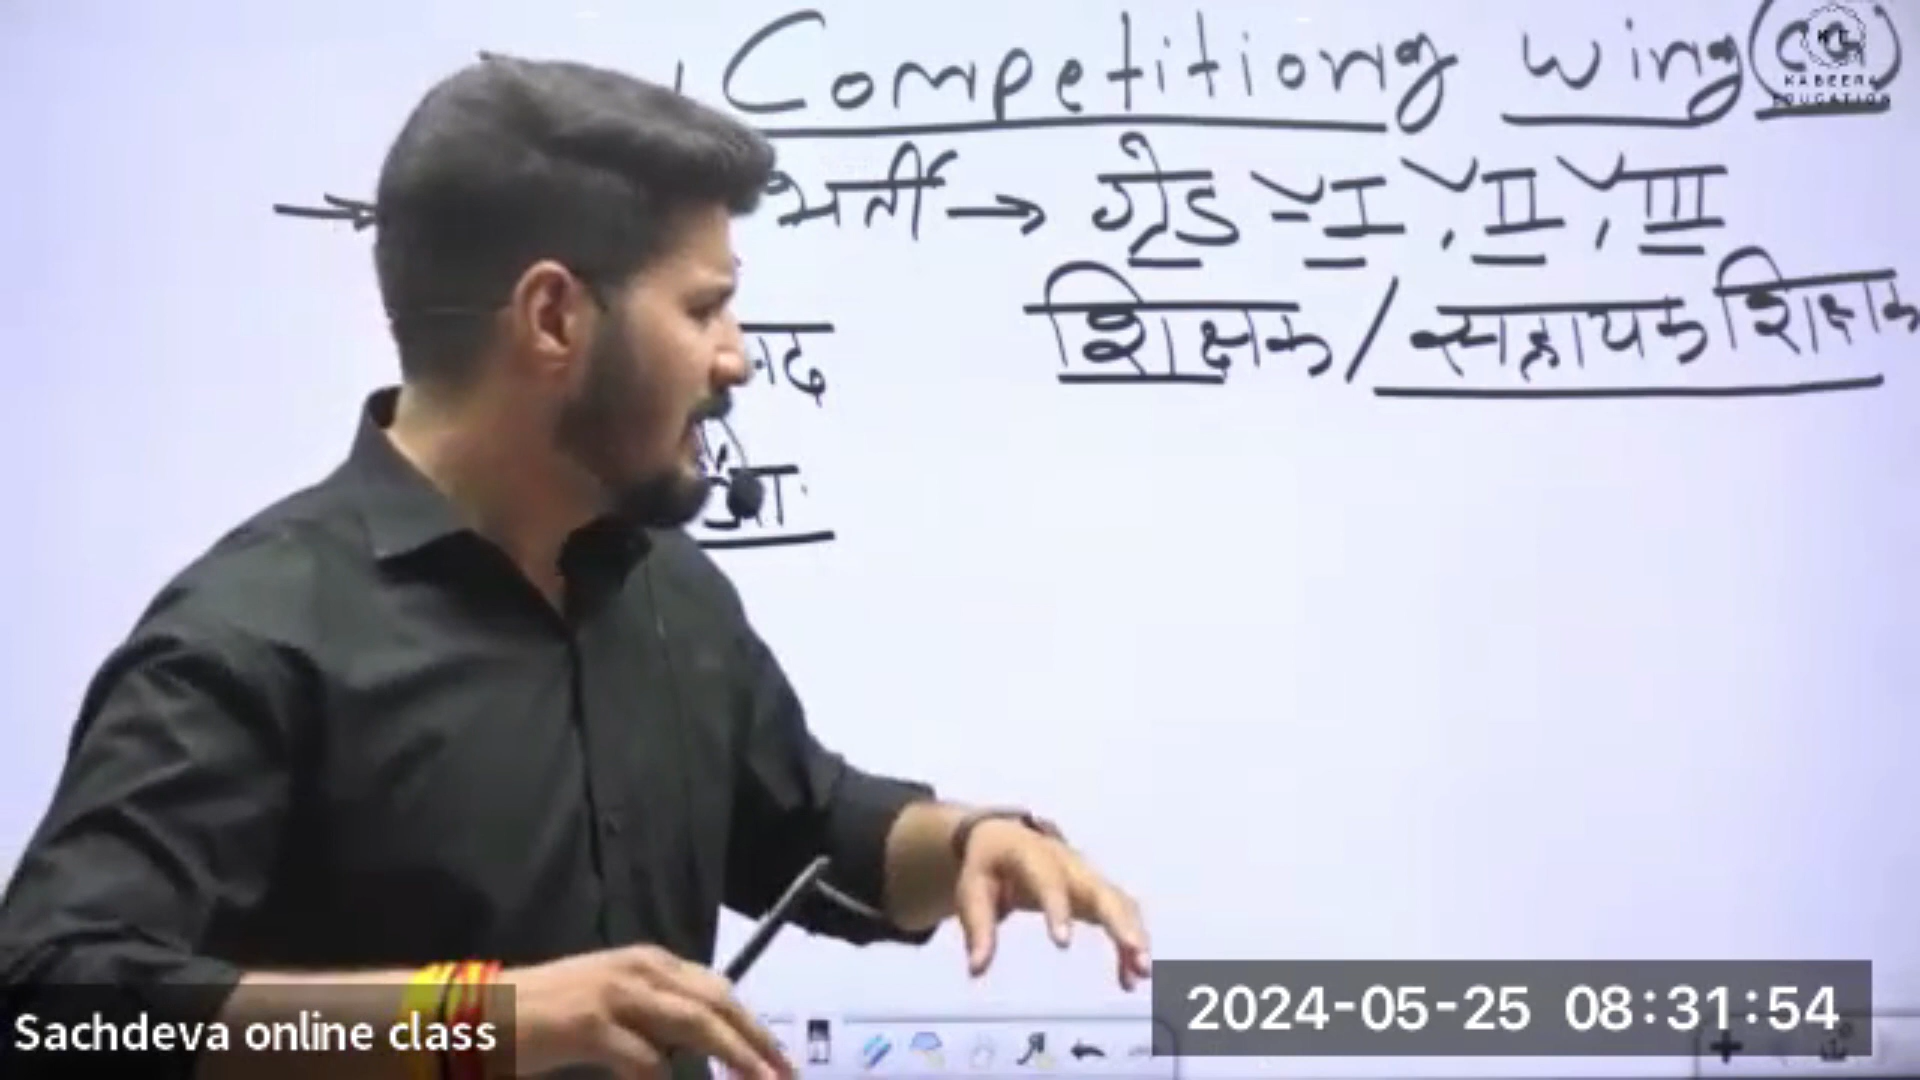 Competitiong wing (CG)
KABEERA
EDUCATION
भर्ती → ग्रेड - I, II, III
शिक्षक / सहायक शिक्षक
Sachdeva online class
2024-05-25 08:31:54